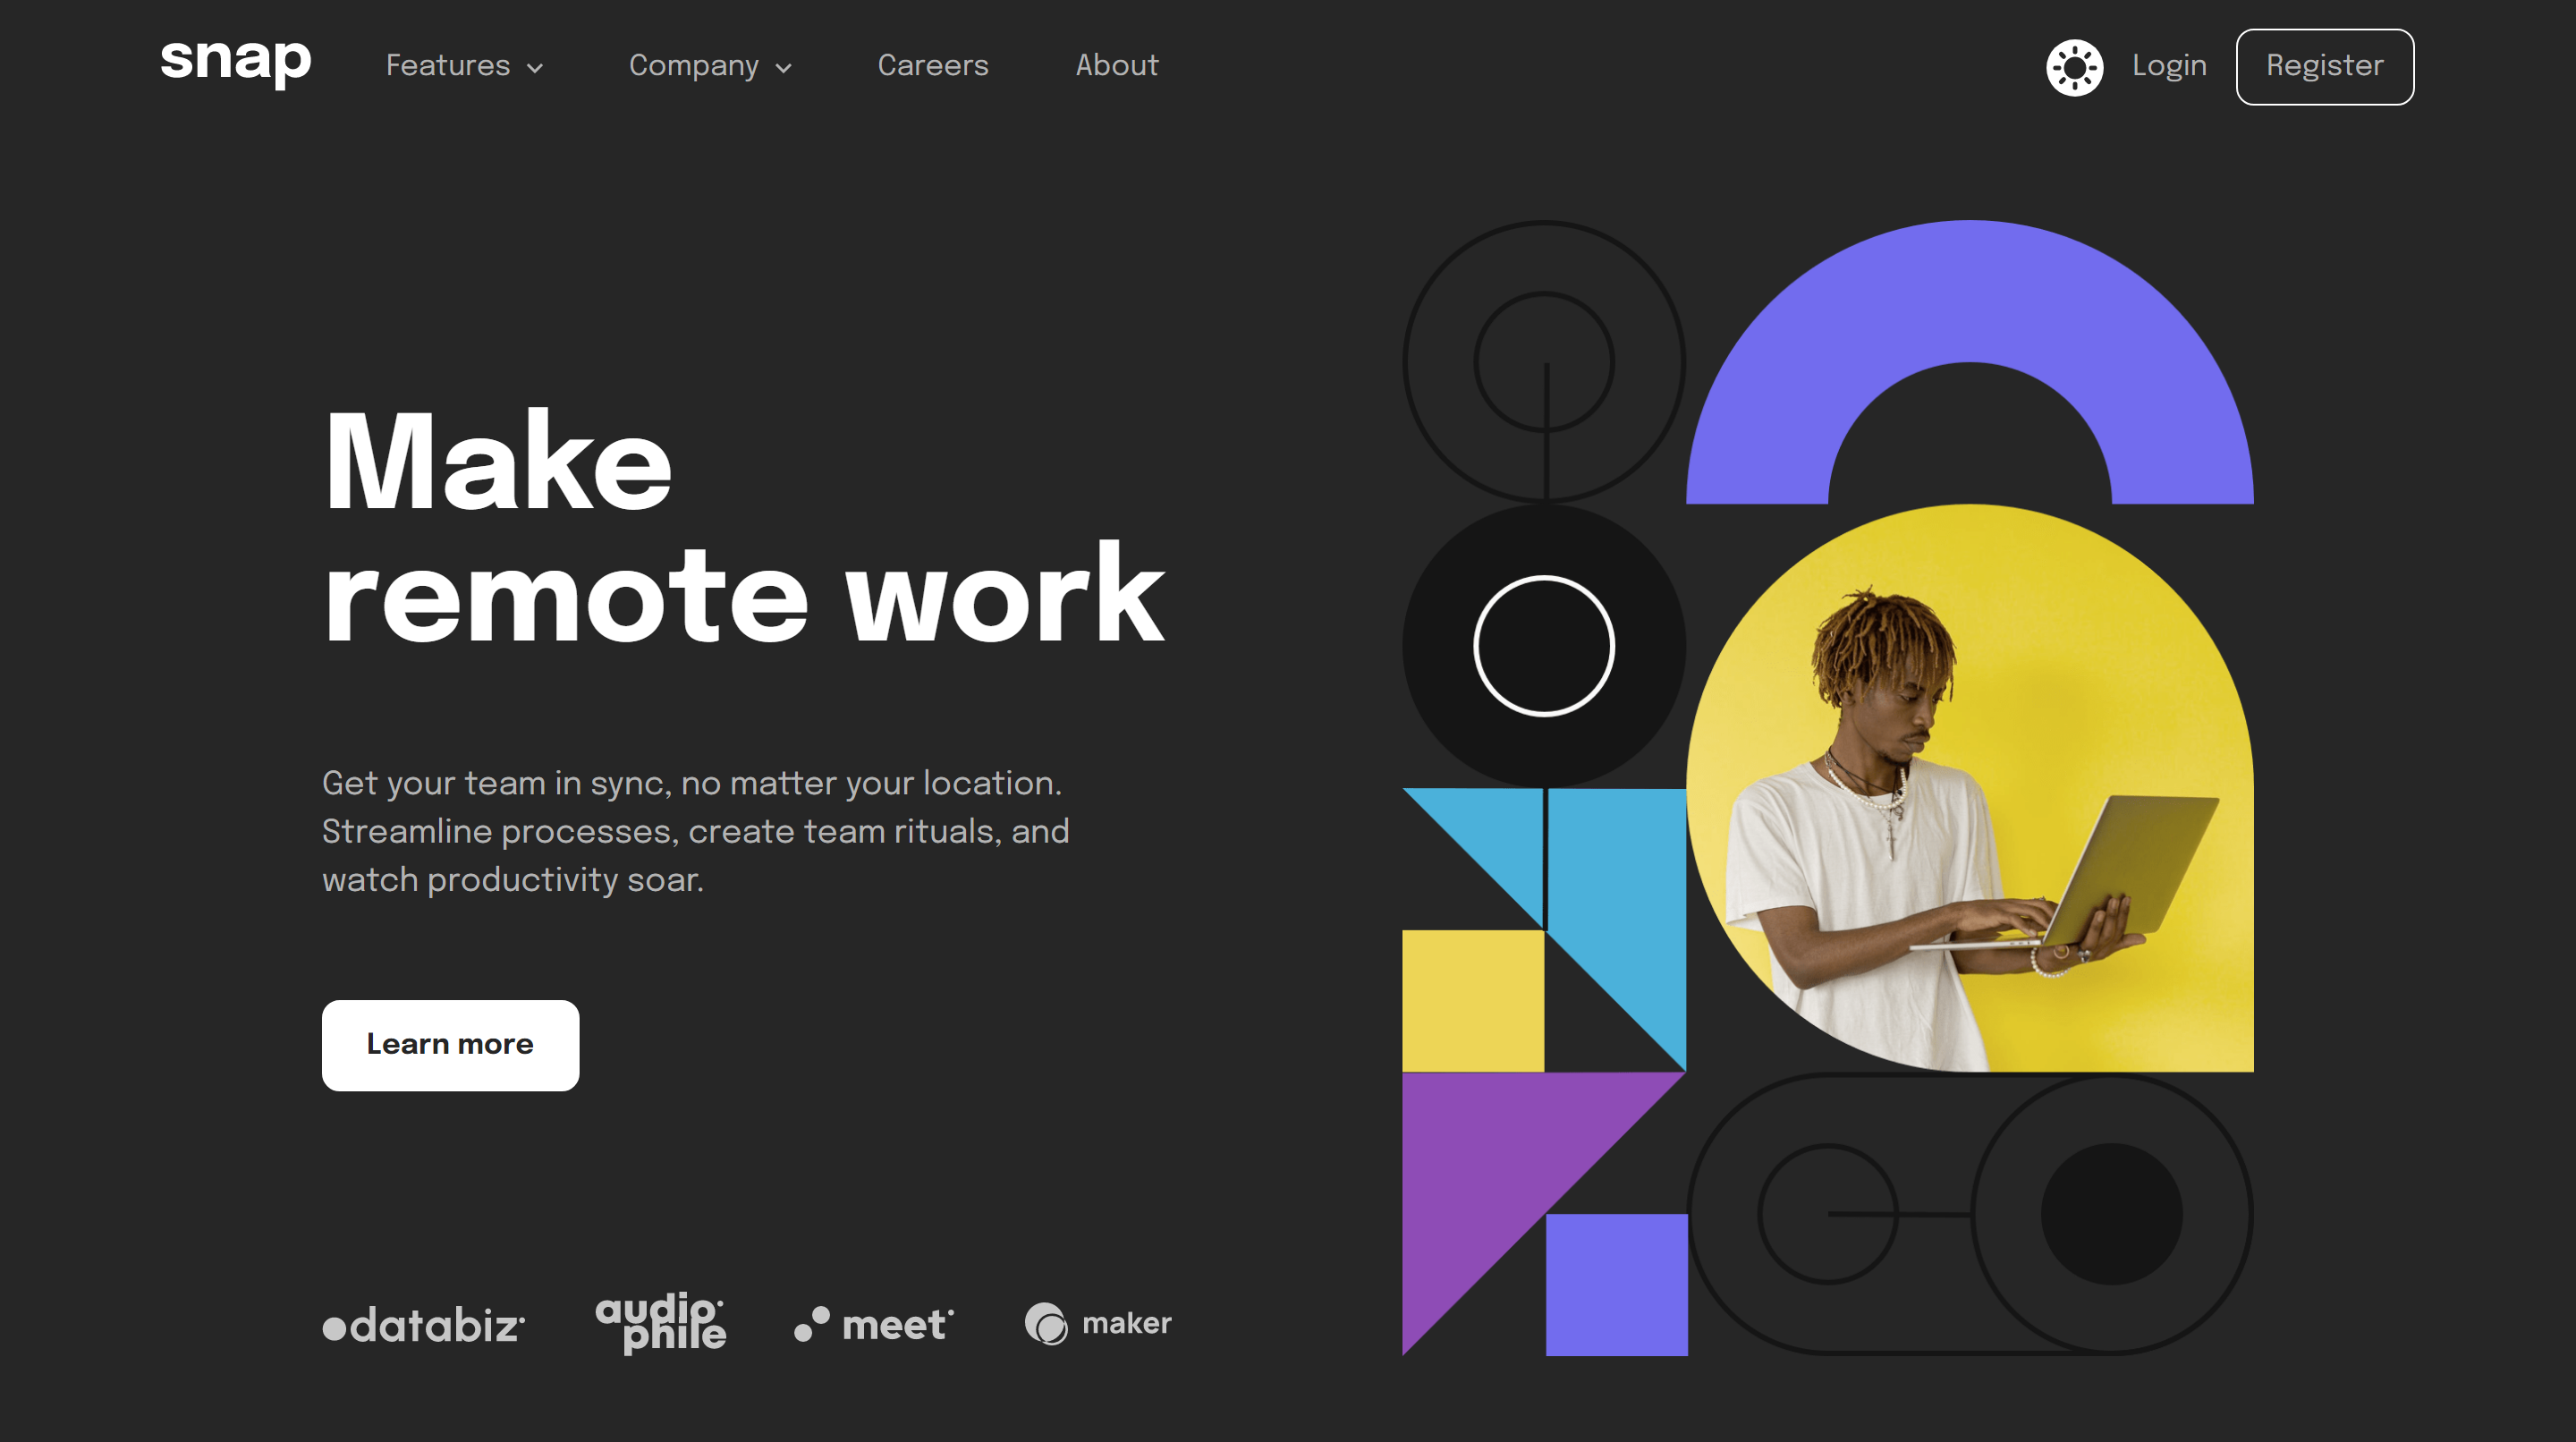 snap
Features
Company
Careers
About
Login
Register
Make
remote work
Get your team in sync, no matter your location.
Streamline processes, create team rituals, and
watch productivity soar.
Learn more
databiz
audio
phile
meet
maker